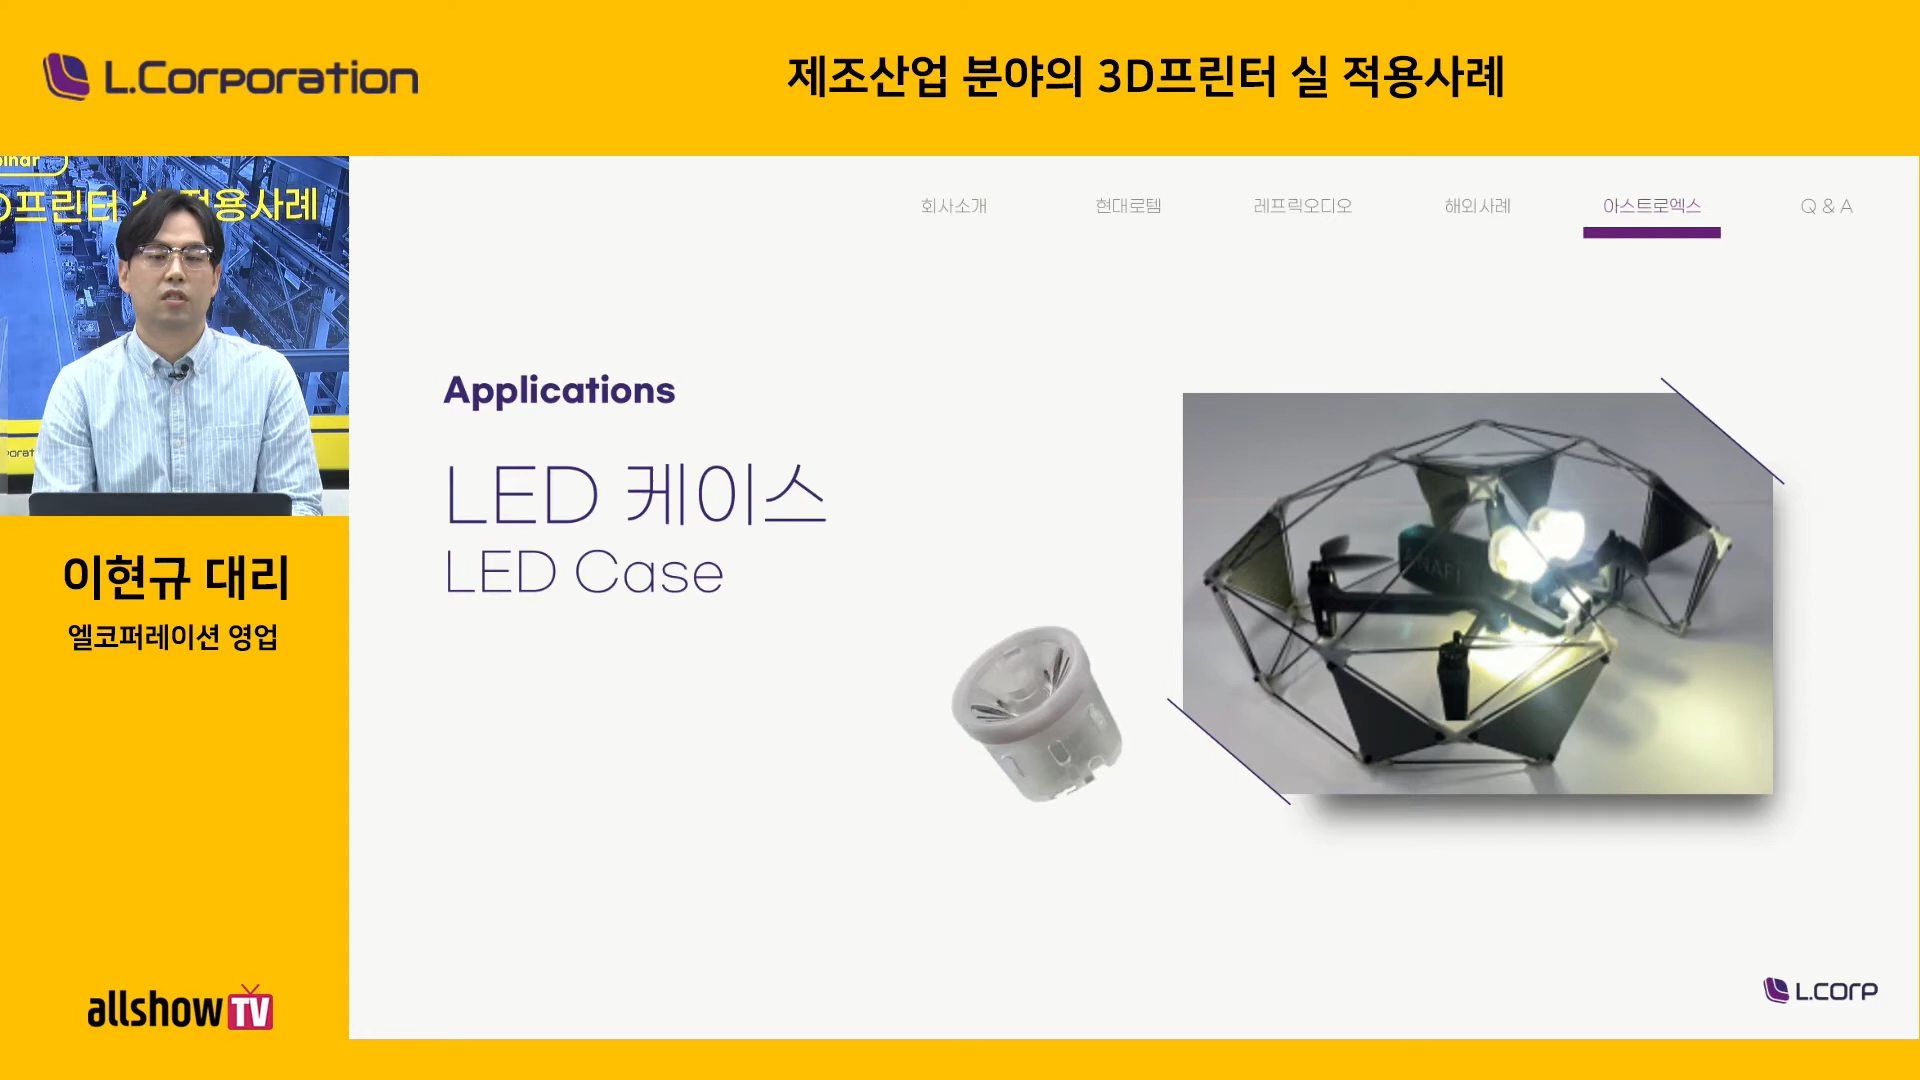 L.Corporation
제조산업 분야의 3D프린터 실 적용사례
회사소개
현대로템
레프릭오디오
해외사례
아스트로엑스
Q & A
Applications
LED 케이스
LED Case
ANAFI
이현규 대리
엘코퍼레이션 영업
allshowTV
L.CORP